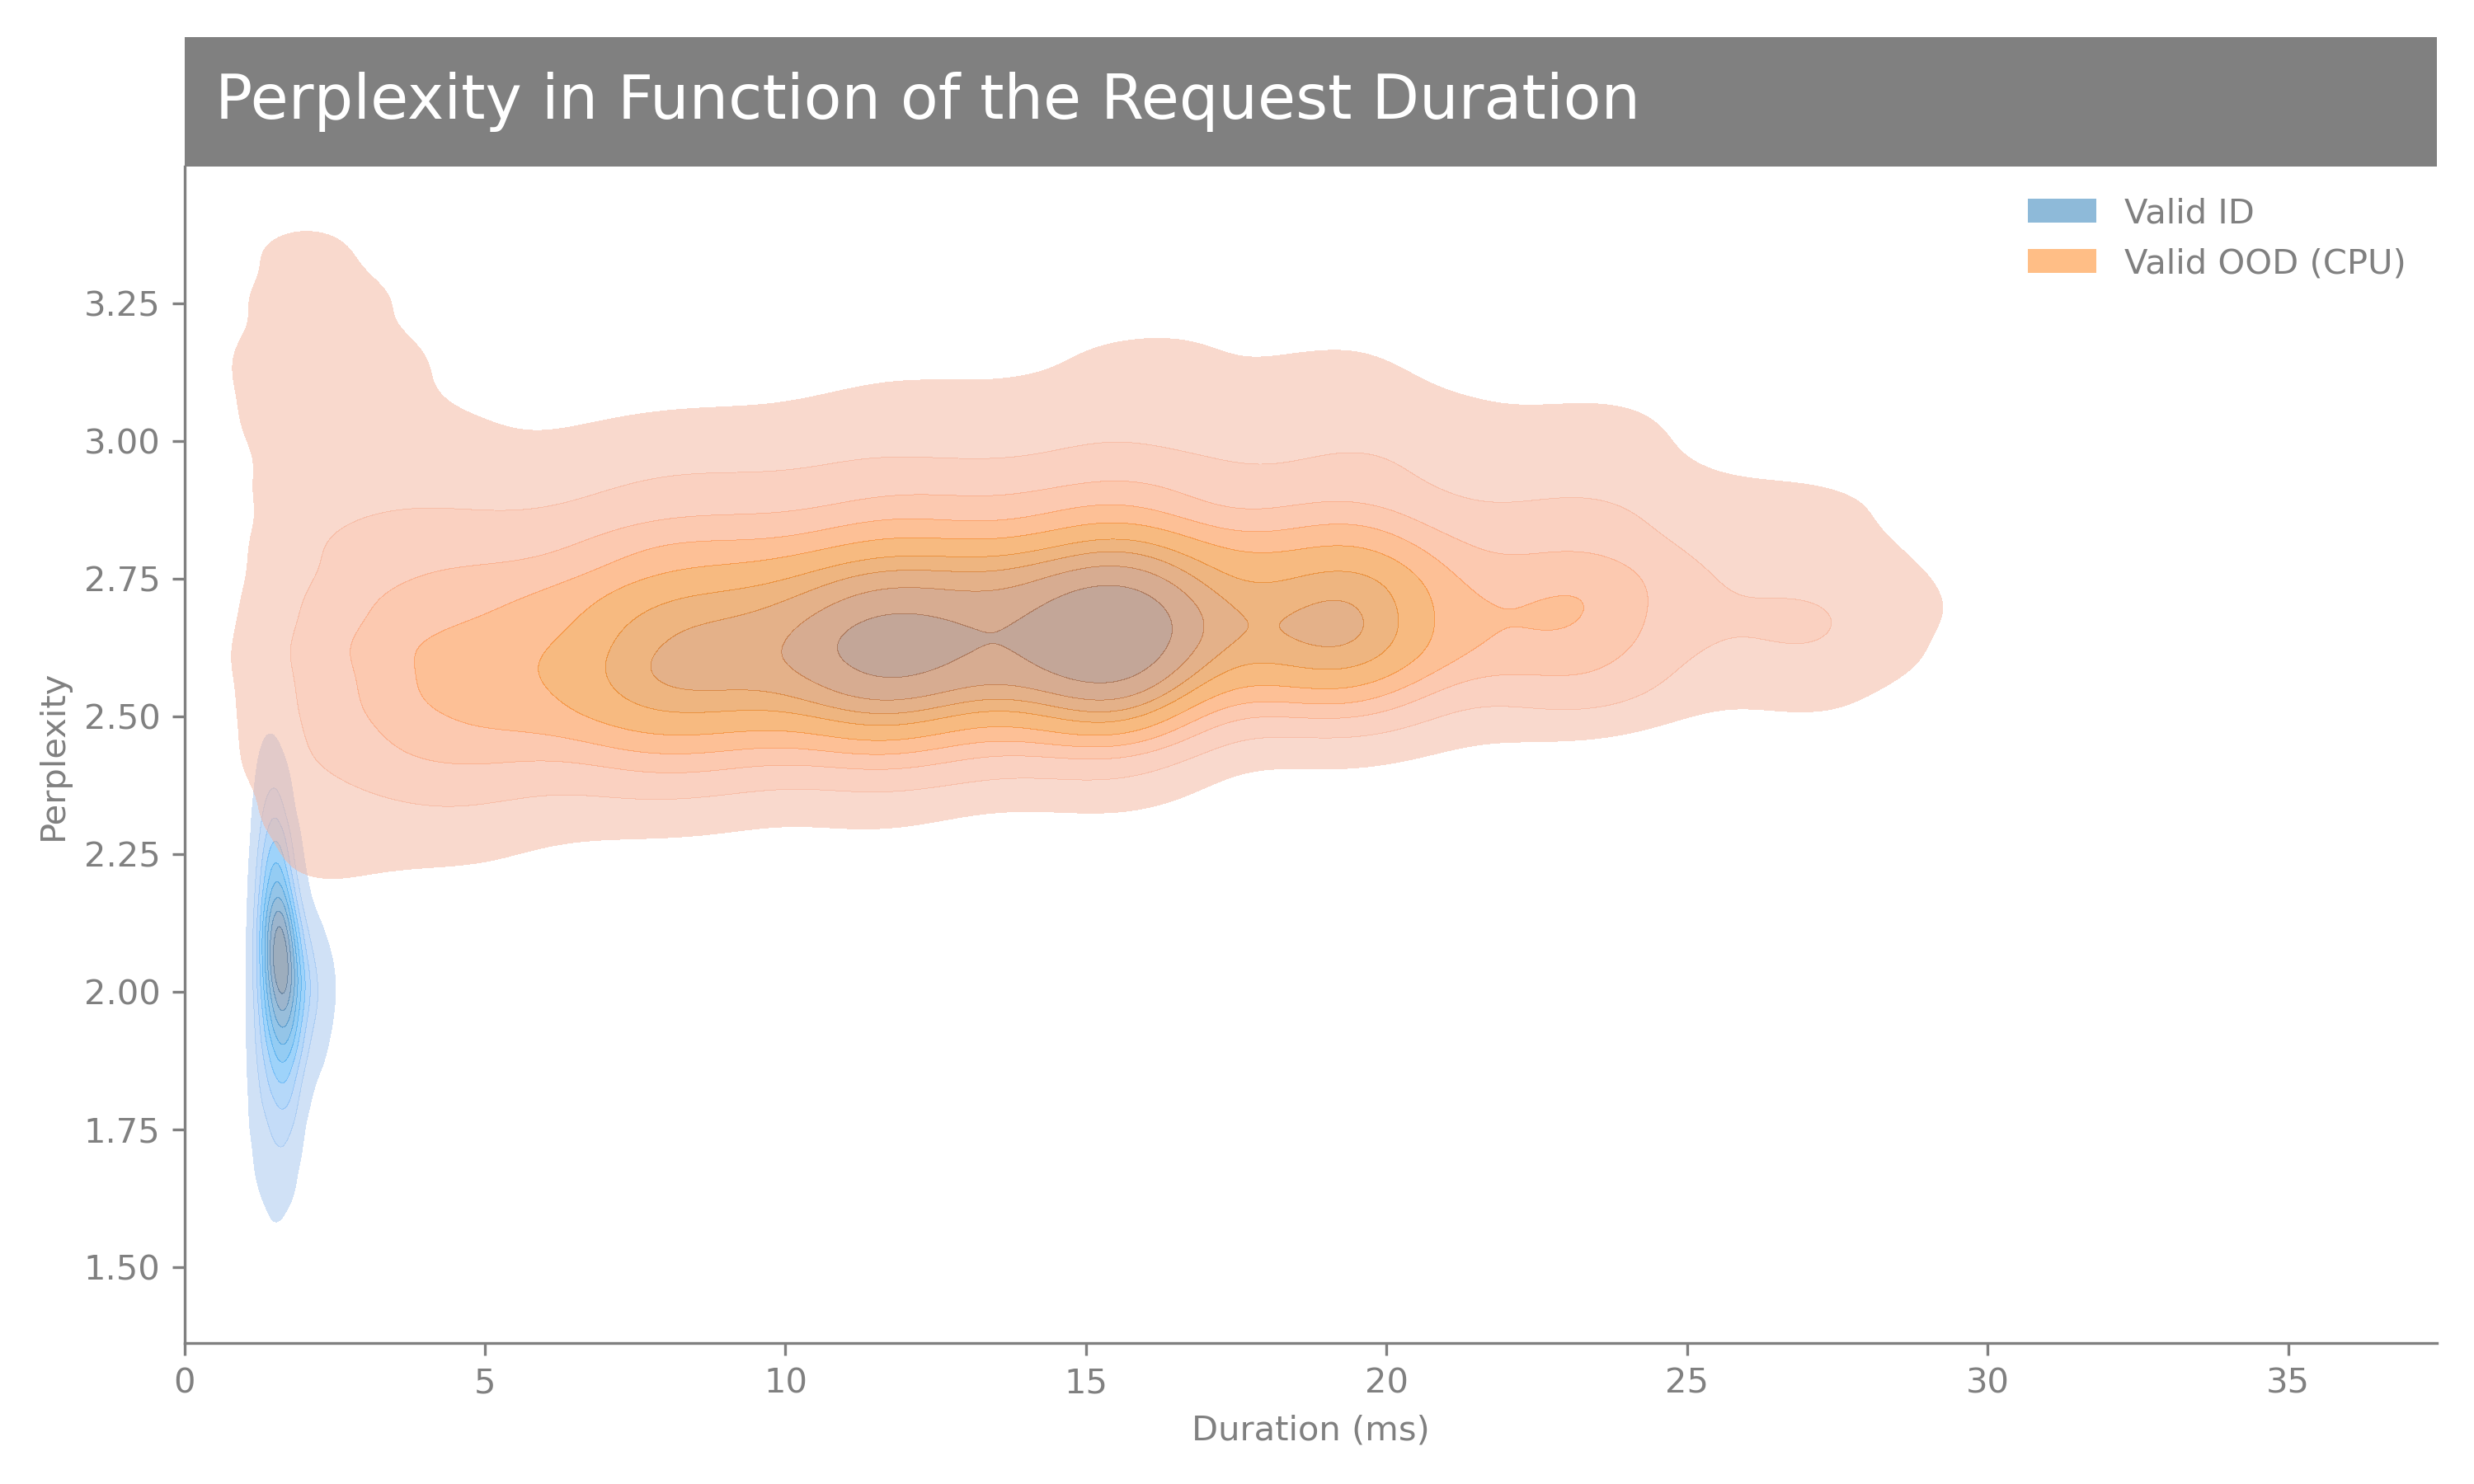 Perplexity in Function of the Request Duration
Valid ID
Valid OOD (CPU)
3.25
3.00
2.75
2.50
2.25
2.00
1.75
1.50
Perplexity
0 5 10 15 20 25 30 35
Duration (ms)